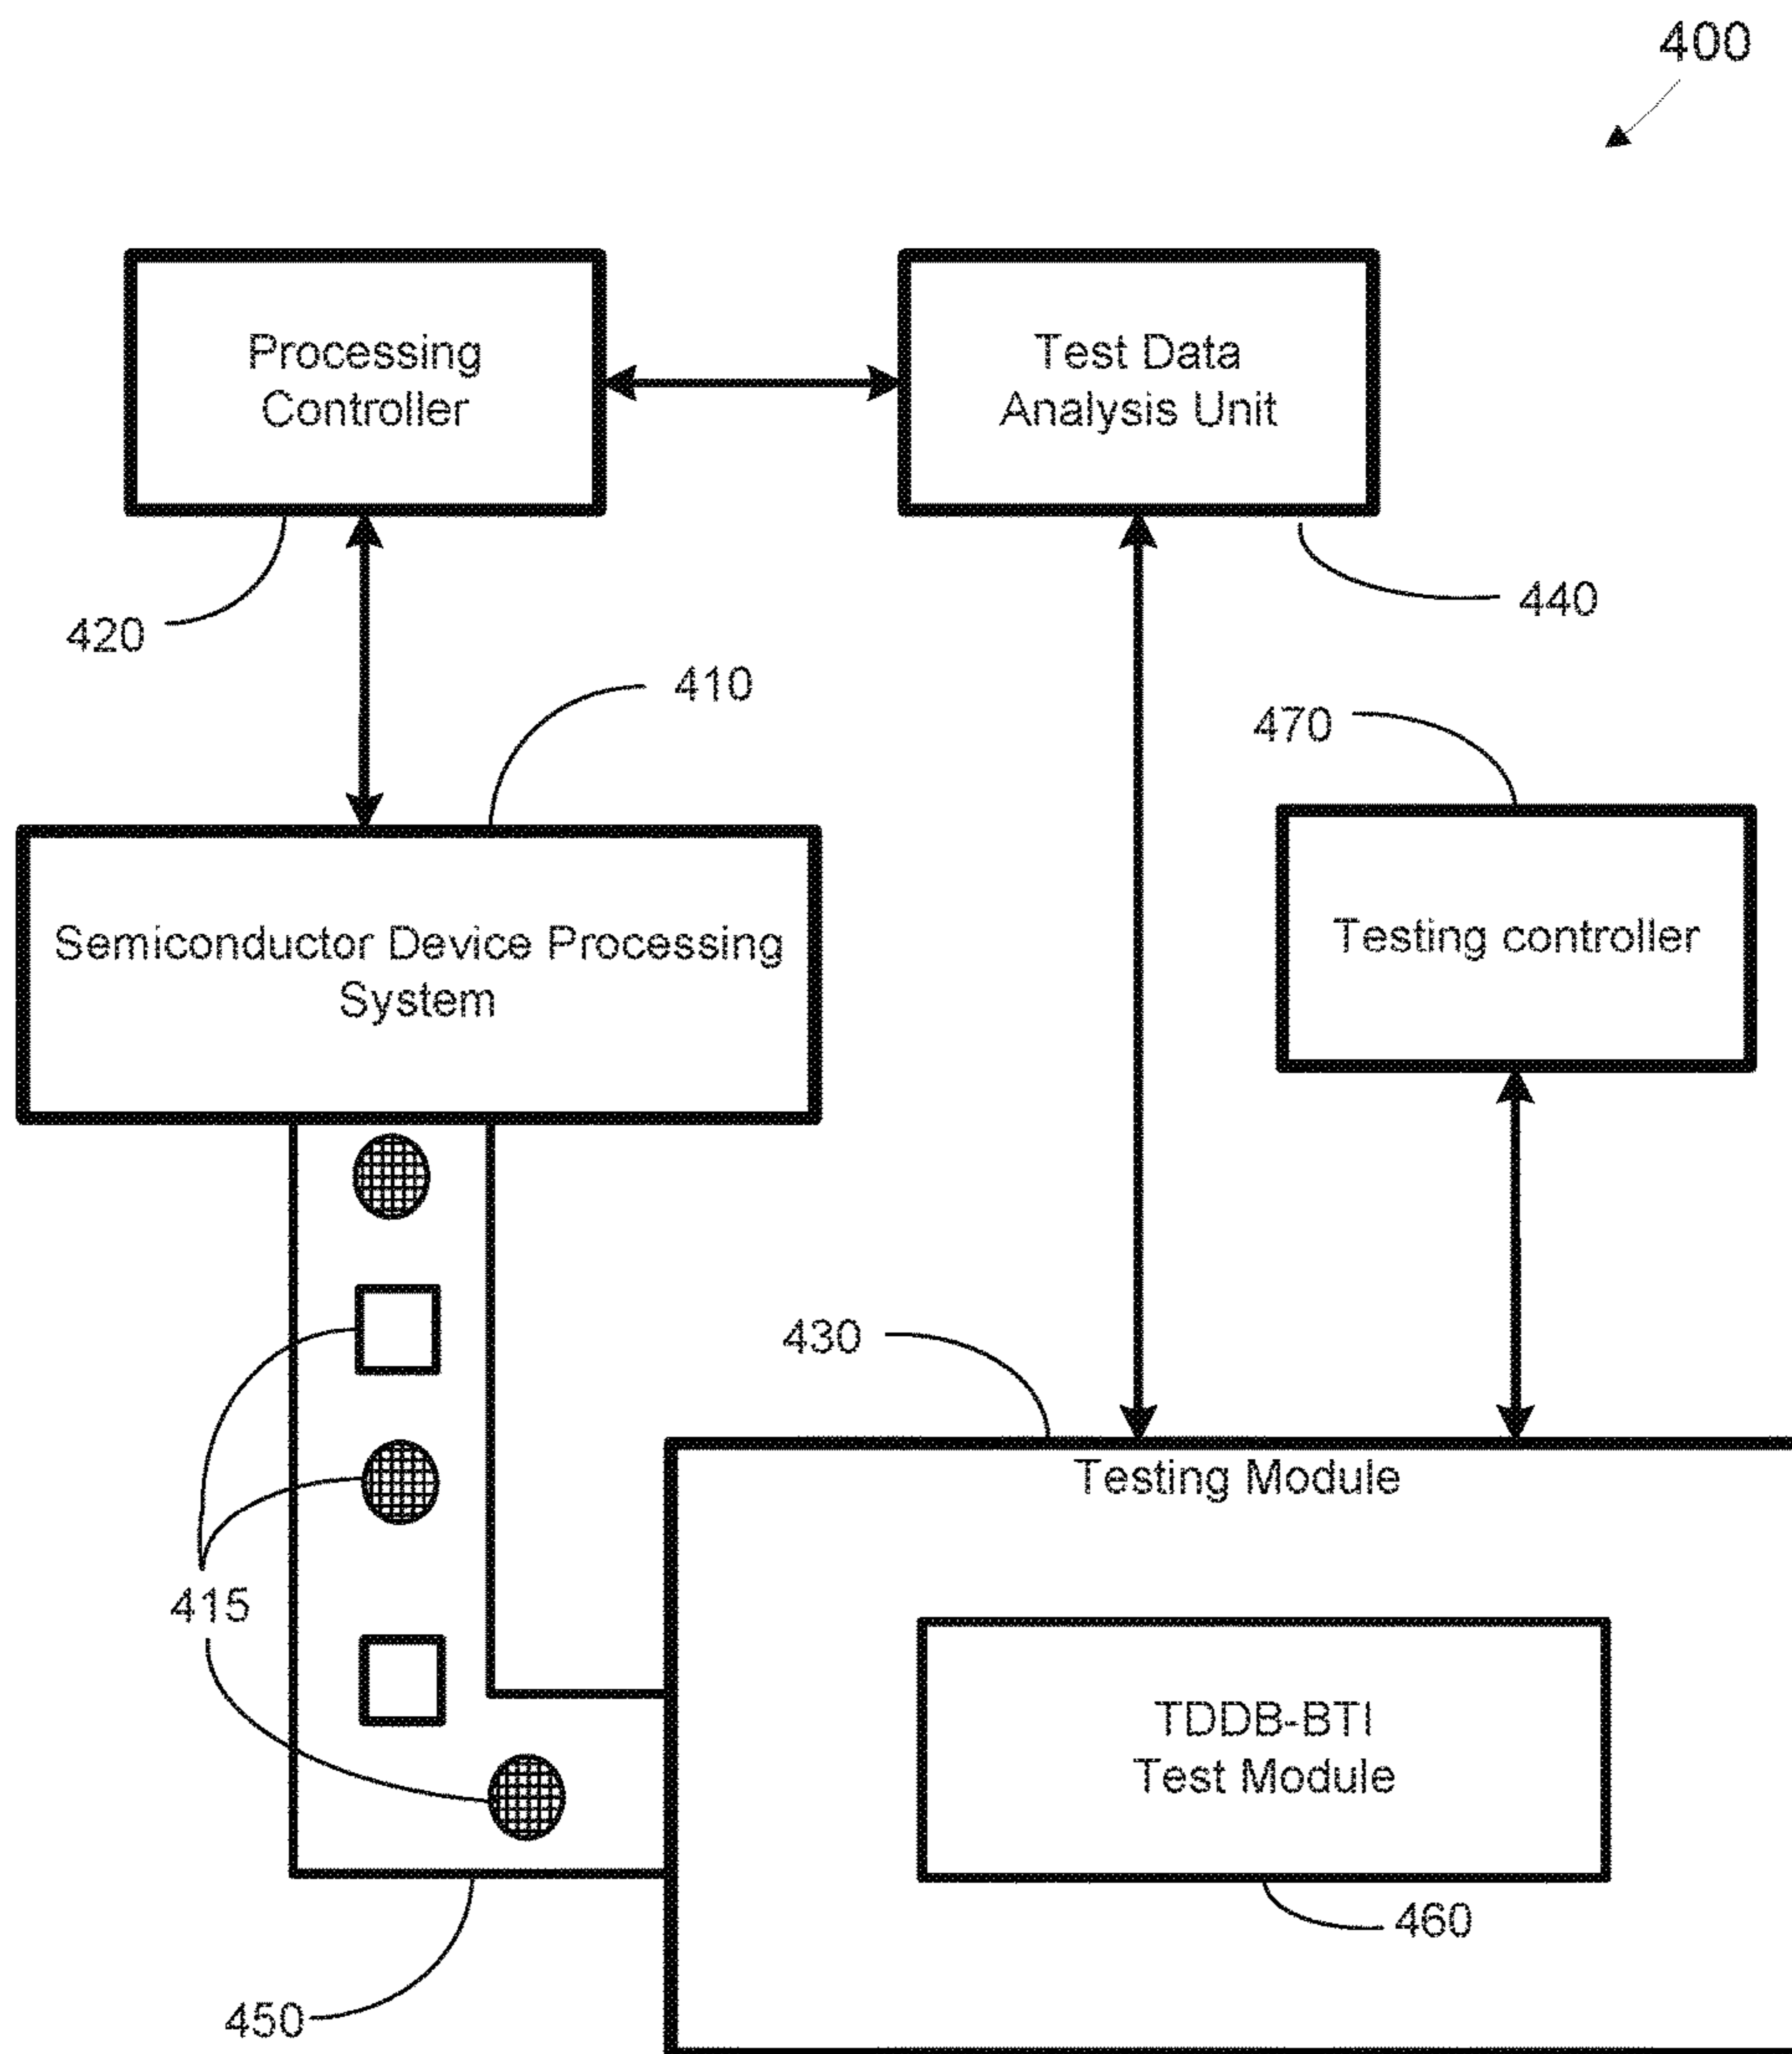 400
Processing
Controller
Test Data
Analysis Unit
420
440
410
470
Semiconductor Device Processing
System
Testing controller
430
Testing Module
415
TDDB-BTI
Test Module
460
450